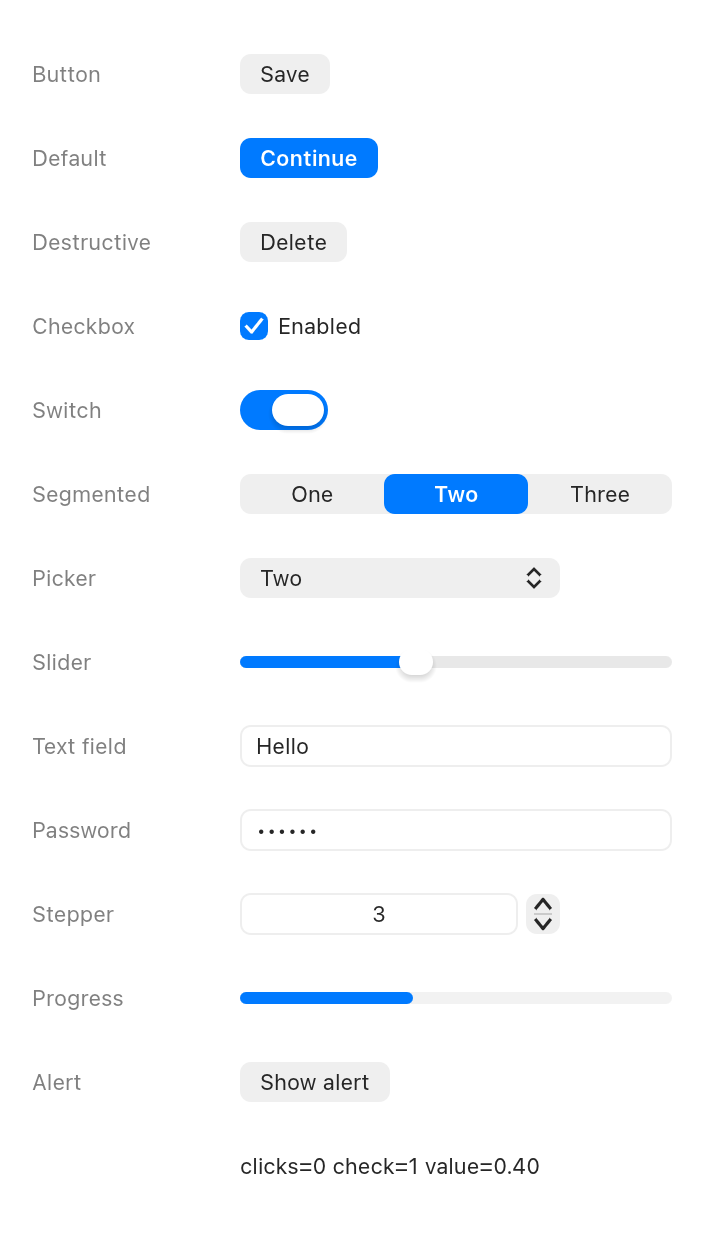 Button Save
Default Continue
Destructive Delete
Checkbox Enabled
Switch
Segmented One Two Three
Picker Two
Slider
Text field Hello
Password ••••••
Stepper 3
Progress
Alert Show alert
clicks=0 check=1 value=0.40